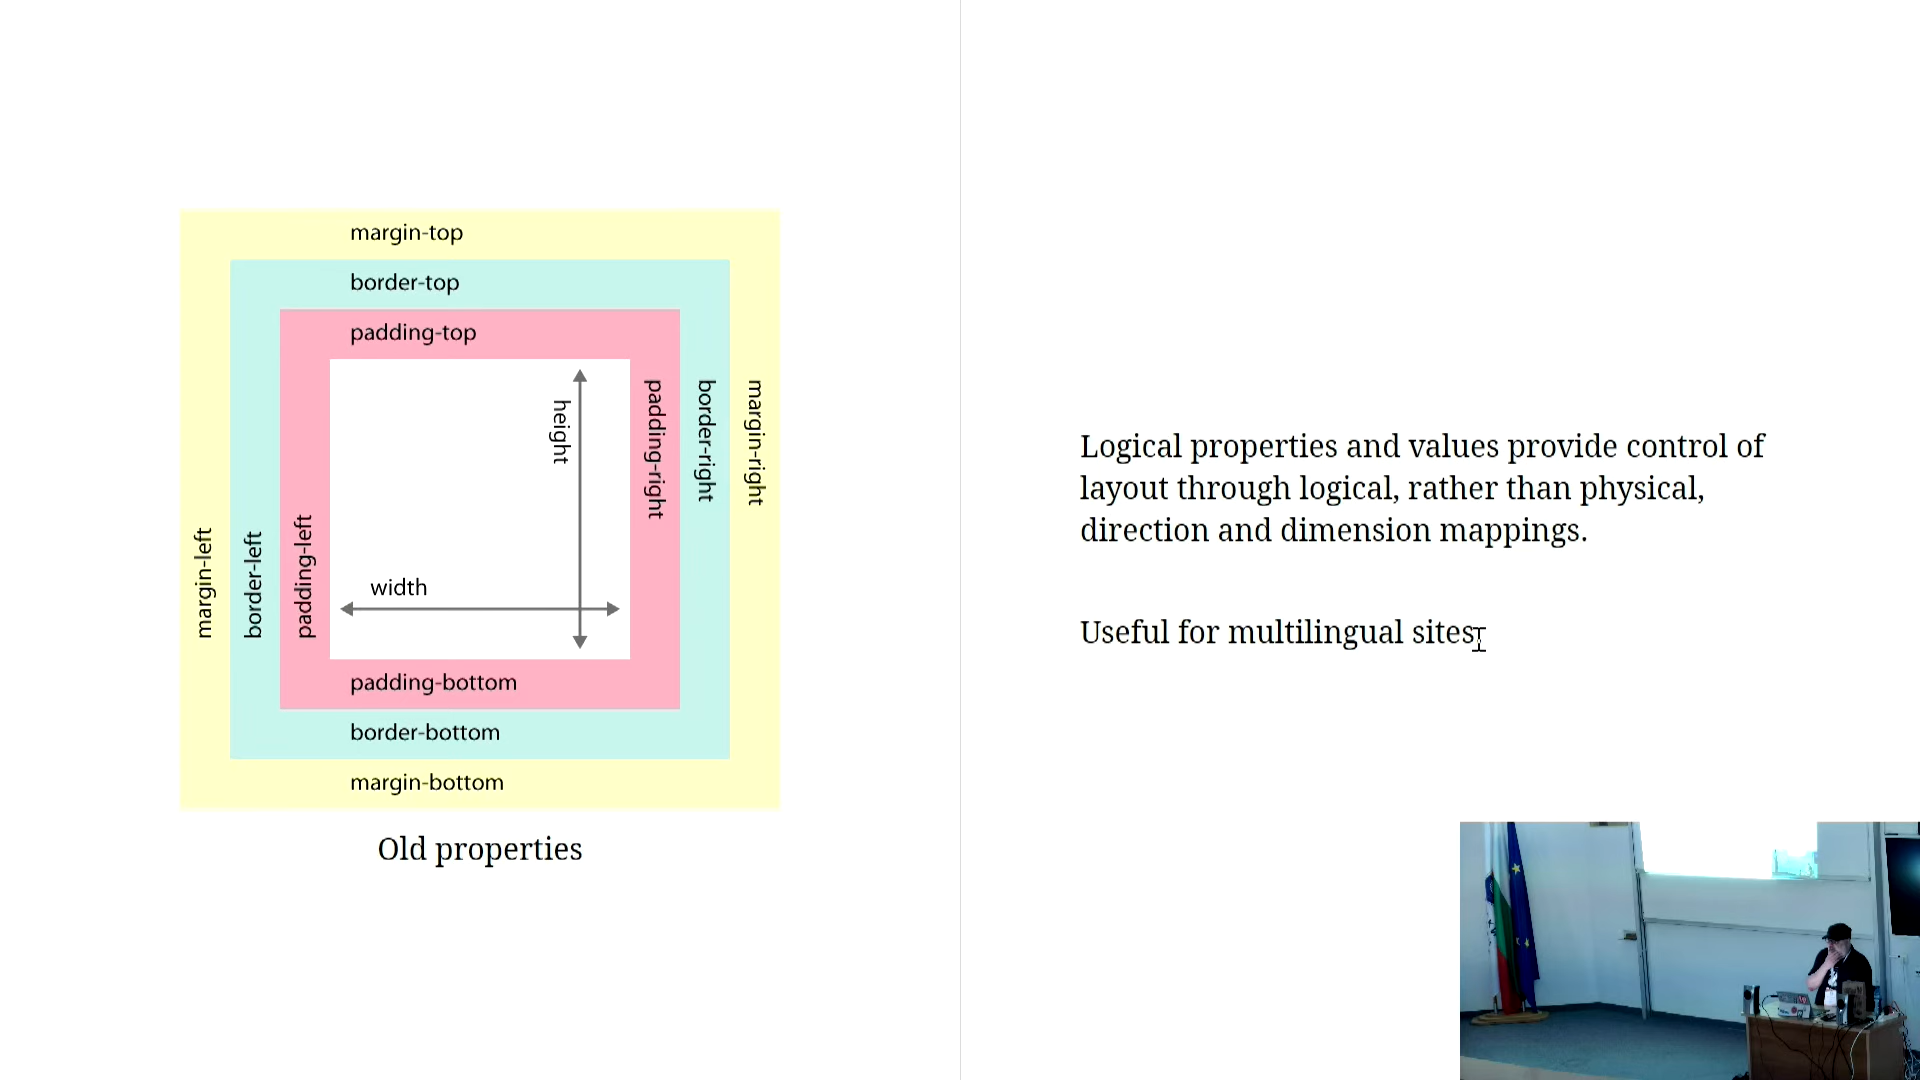 margin-top
border-top
padding-top
height
width
margin-left
border-left
padding-left
padding-right
border-right
margin-right
padding-bottom
border-bottom
margin-bottom
Old properties
Logical properties and values provide control of
layout through logical, rather than physical,
direction and dimension mappings.
Useful for multilingual sites